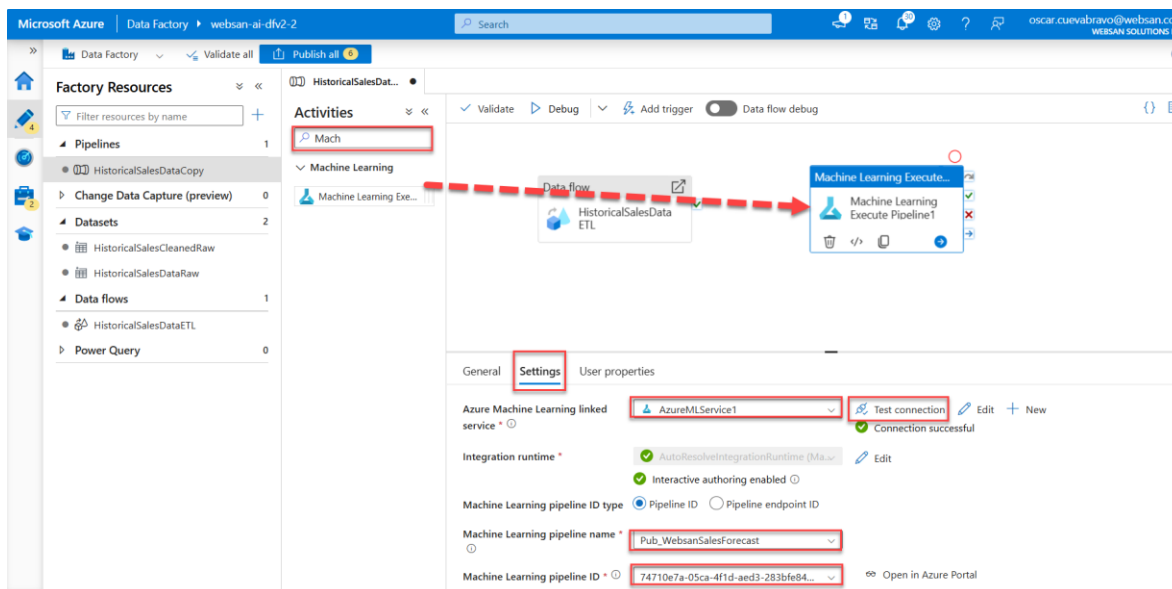 Microsoft Azure | Data Factory ▸ websan-ai-dfv2-2
Search
1
30
oscar.cuevabravo@websan.co
WEBSAN SOLUTIONS
Data Factory
Validate all
Publish all 6
4
2
Factory Resources
Filter resources by name
Pipelines 1
HistoricalSalesDataCopy
Change Data Capture (preview) 0
Datasets 2
HistoricalSalesCleanedRaw
HistoricalSalesDataRaw
Data flows 1
HistoricalSalesDataETL
Power Query 0
HistoricalSalesDat...
Activities
Mach
Machine Learning
Machine Learning Exe...
Validate Debug Add trigger Data flow debug
Data flow
HistoricalSalesData
ETL
Machine Learning Execute...
Machine Learning
Execute Pipeline1
General Settings User properties
Azure Machine Learning linked
service *
AzureMLService1
Test connection Edit + New
Connection successful
Integration runtime *
AutoResolveIntegrationRuntime (Ma...
Edit
Interactive authoring enabled
Machine Learning pipeline ID type Pipeline ID Pipeline endpoint ID
Machine Learning pipeline name *
Pub_WebsanSalesForecast
Machine Learning pipeline ID *
74710e7a-05ca-4f1d-aed3-283bfe84...
Open in Azure Portal